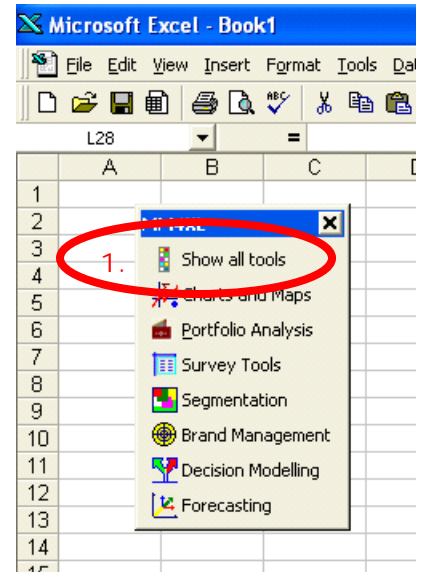 Microsoft Excel - Book1
File Edit View Insert Format Tools
L28 =
A B C
1
2
3
1. Show all tools
4
Charts and Maps
5
6 Portfolio Analysis
7
Survey Tools
8
Segmentation
9
10 Brand Management
11
Decision Modelling
12
Forecasting
13
14